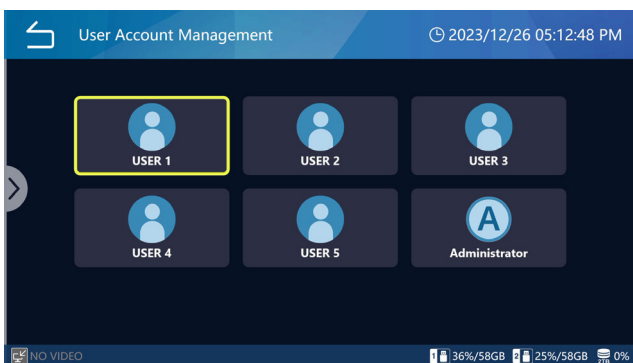 User Account Management
2023/12/26 05:12:48 PM
USER 1
USER 2
USER 3
USER 4
USER 5
A
Administrator
NO VIDEO
1 36%/58GB 2 25%/58GB 2TB 0%